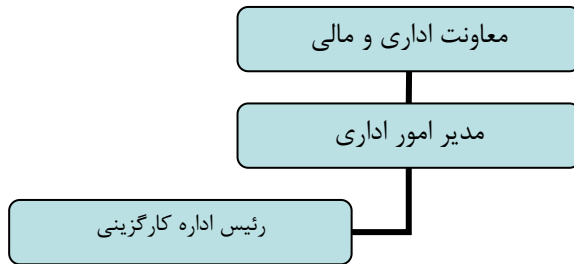 معاونت اداری و مالی
مدیر امور اداری
رئیس اداره کارگزینی